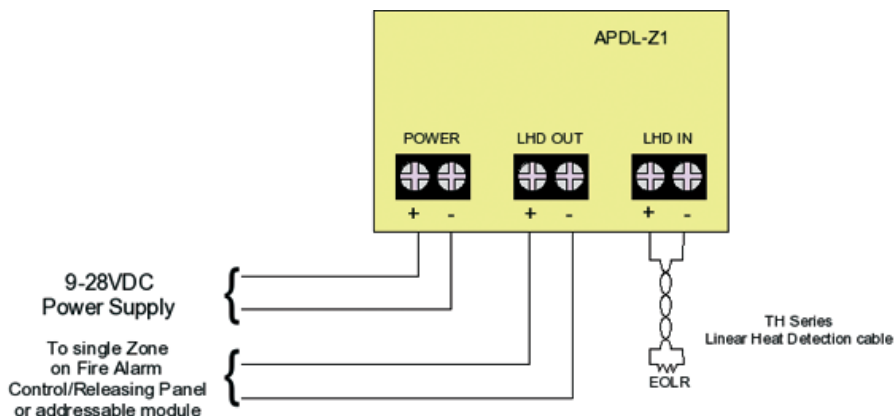 APDL-Z1
POWER
LHD OUT
LHD IN
+ -
+ -
+ -
9-28VDC
Power Supply
To single Zone
on Fire Alarm
Control/Releasing Panel
or addressable module
TH Series
Linear Heat Detection cable
EOLR